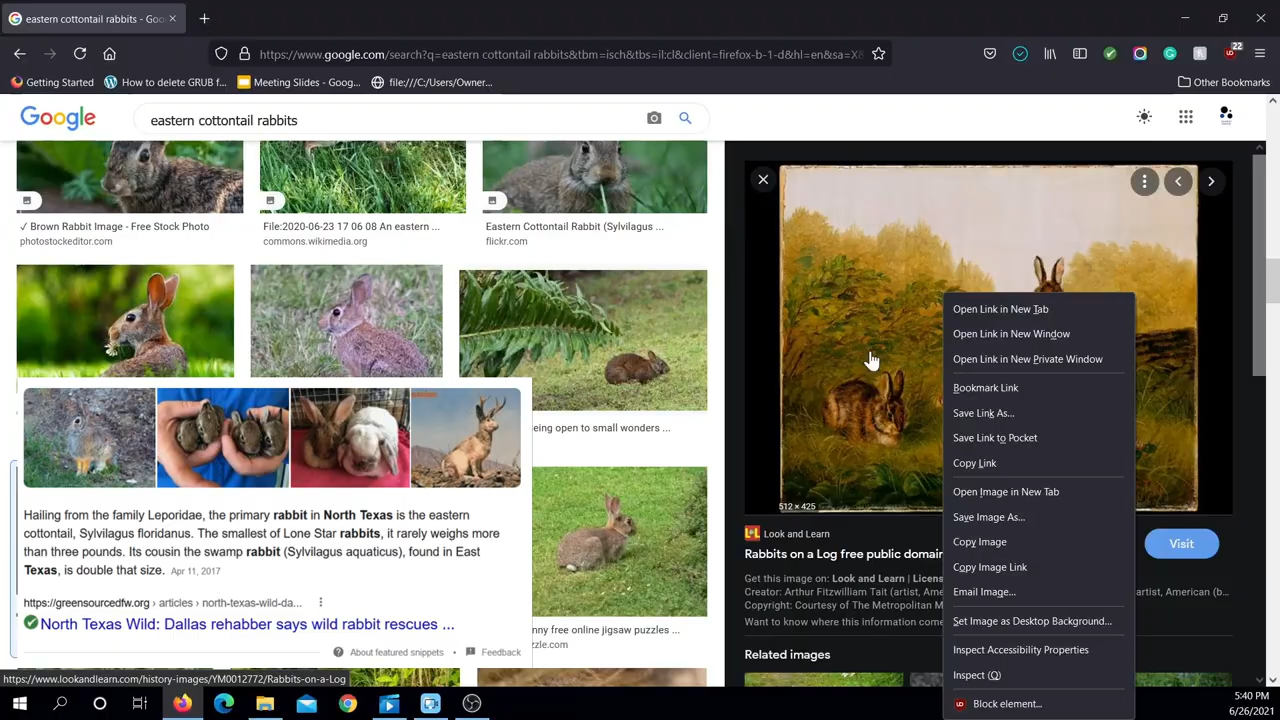 eastern cottontail rabbits - Goo
https://www.google.com/search?q=eastern cottontail rabbits&tbm=isch&tbs=il:cl&client=firefox-b-1-d&hl=en&sa=X&
22
Getting Started
How to delete GRUB f...
Meeting Slides - Goog...
file:///C:/Users/Owner...
Other Bookmarks
Google
eastern cottontail rabbits
✓ Brown Rabbit Image - Free Stock Photo
photostockeditor.com
File:2020-06-23 17 06 08 An eastern ...
commons.wikimedia.org
Eastern Cottontail Rabbit (Sylvilagus ...
flickr.com
being open to small wonders ...
Hailing from the family Leporidae, the primary rabbit in North Texas is the eastern
cottontail, Sylvilagus floridanus. The smallest of Lone Star rabbits, it rarely weighs more
than three pounds. Its cousin the swamp rabbit (Sylvilagus aquaticus), found in East
Texas, is double that size. Apr 11, 2017
https://greensourcedfw.org › articles › north-texas-wild-da...
North Texas Wild: Dallas rehabber says wild rabbit rescues ...
About featured snippets
Feedback
nny free online jigsaw puzzles ...
zle.com
512 × 425
Look and Learn
Rabbits on a Log free public domain
Visit
Get this image on: Look and Learn | Licens
Creator: Arthur Fitzwilliam Tait (artist, Am
artist, American (b...
Copyright: Courtesy of The Metropolitan M
Want to know where this information come
Related images
Open Link in New Tab
Open Link in New Window
Open Link in New Private Window
Bookmark Link
Save Link As...
Save Link to Pocket
Copy Link
Open Image in New Tab
Save Image As...
Copy Image
Copy Image Link
Email Image...
Set Image as Desktop Background...
Inspect Accessibility Properties
Inspect (Q)
Block element...
https://www.lookandlearn.com/history-images/YM0012772/Rabbits-on-a-Log
5:40 PM
6/26/2021